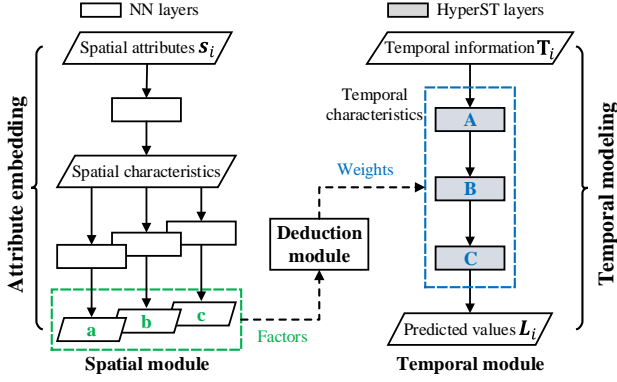 NN layers
HyperST layers
Spatial attributes s_i
Temporal information T_i
Attribute embedding
Temporal characteristics
A
Spatial characteristics
Weights
B
Temporal modeling
Deduction module
C
a
b
c
Factors
Predicted values L_i
Spatial module
Temporal module